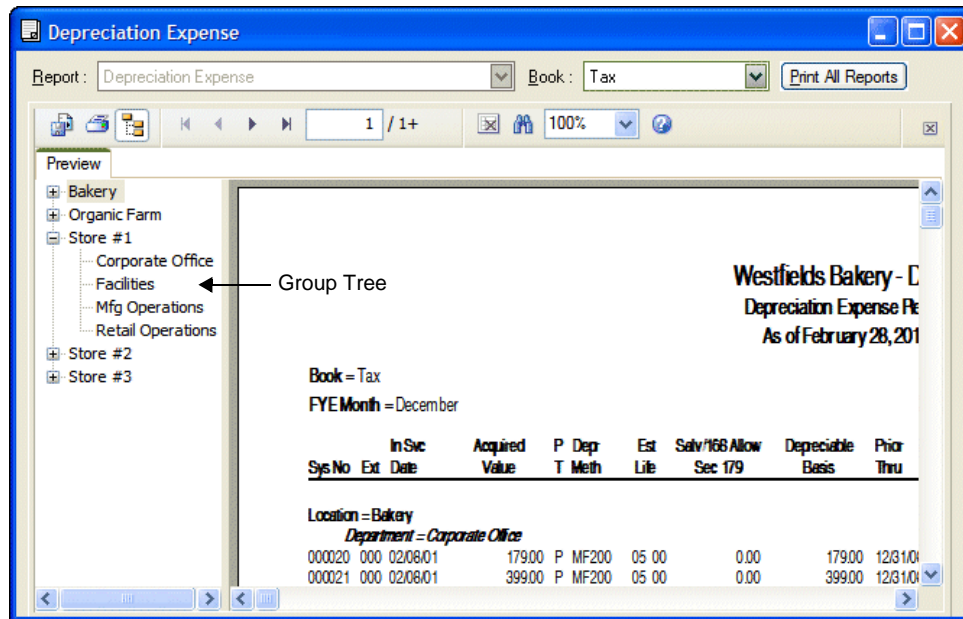 Depreciation Expense
Report : Depreciation Expense Book : Tax Print All Reports
1 / 1+ 100%
Preview
Bakery
Organic Farm
Store #1
Corporate Office
Facilities
Mfg Operations
Retail Operations
Store #2
Store #3
Group Tree
Westfields Bakery - D
Depreciation Expense Re
As of February 28, 201
Book = Tax
FYE Month = December
In Svc Acquired P Depr Est Salv/168 Allow Depreciable Prior
Sys No Ext Date Value T Meth Life Sec 179 Basis Thru
Location = Bakery
Department = Corporate Office
000020 000 02/08/01 179.00 P MF200 05 00 0.00 179.00 12/31/0
000021 000 02/08/01 399.00 P MF200 05 00 0.00 399.00 12/31/0